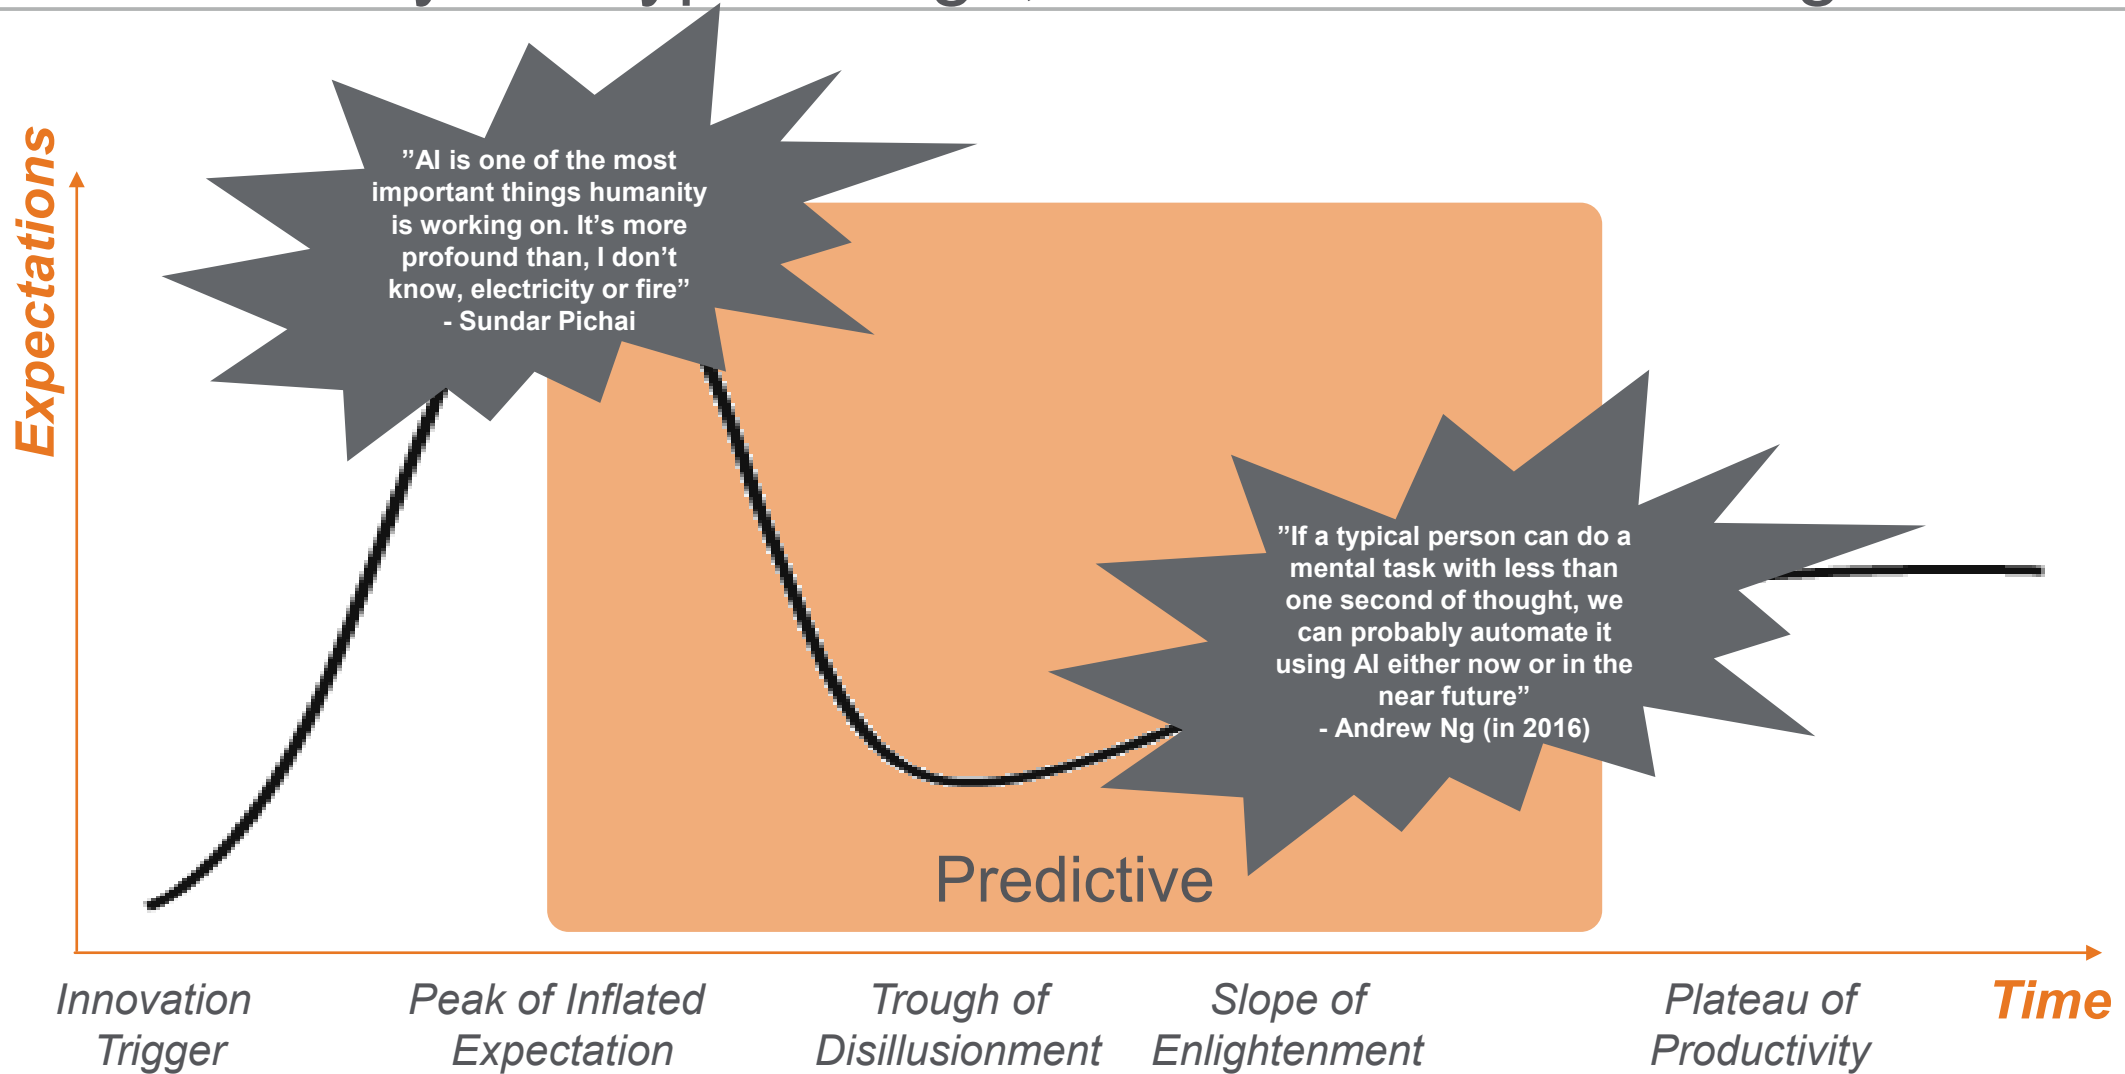 Expectations
”AI is one of the most
important things humanity
is working on. It’s more
profound than, I don’t
know, electricity or fire”
- Sundar Pichai
”If a typical person can do a
mental task with less than
one second of thought, we
can probably automate it
using AI either now or in the
near future”
- Andrew Ng (in 2016)
Predictive
Innovation
Trigger
Peak of Inflated
Expectation
Trough of
Disillusionment
Slope of
Enlightenment
Plateau of
Productivity
Time